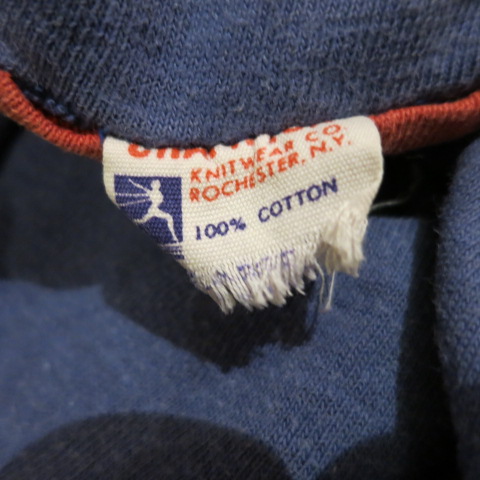 KNITWEAR CO
ROCHESTER, N.Y.
100% COTTON